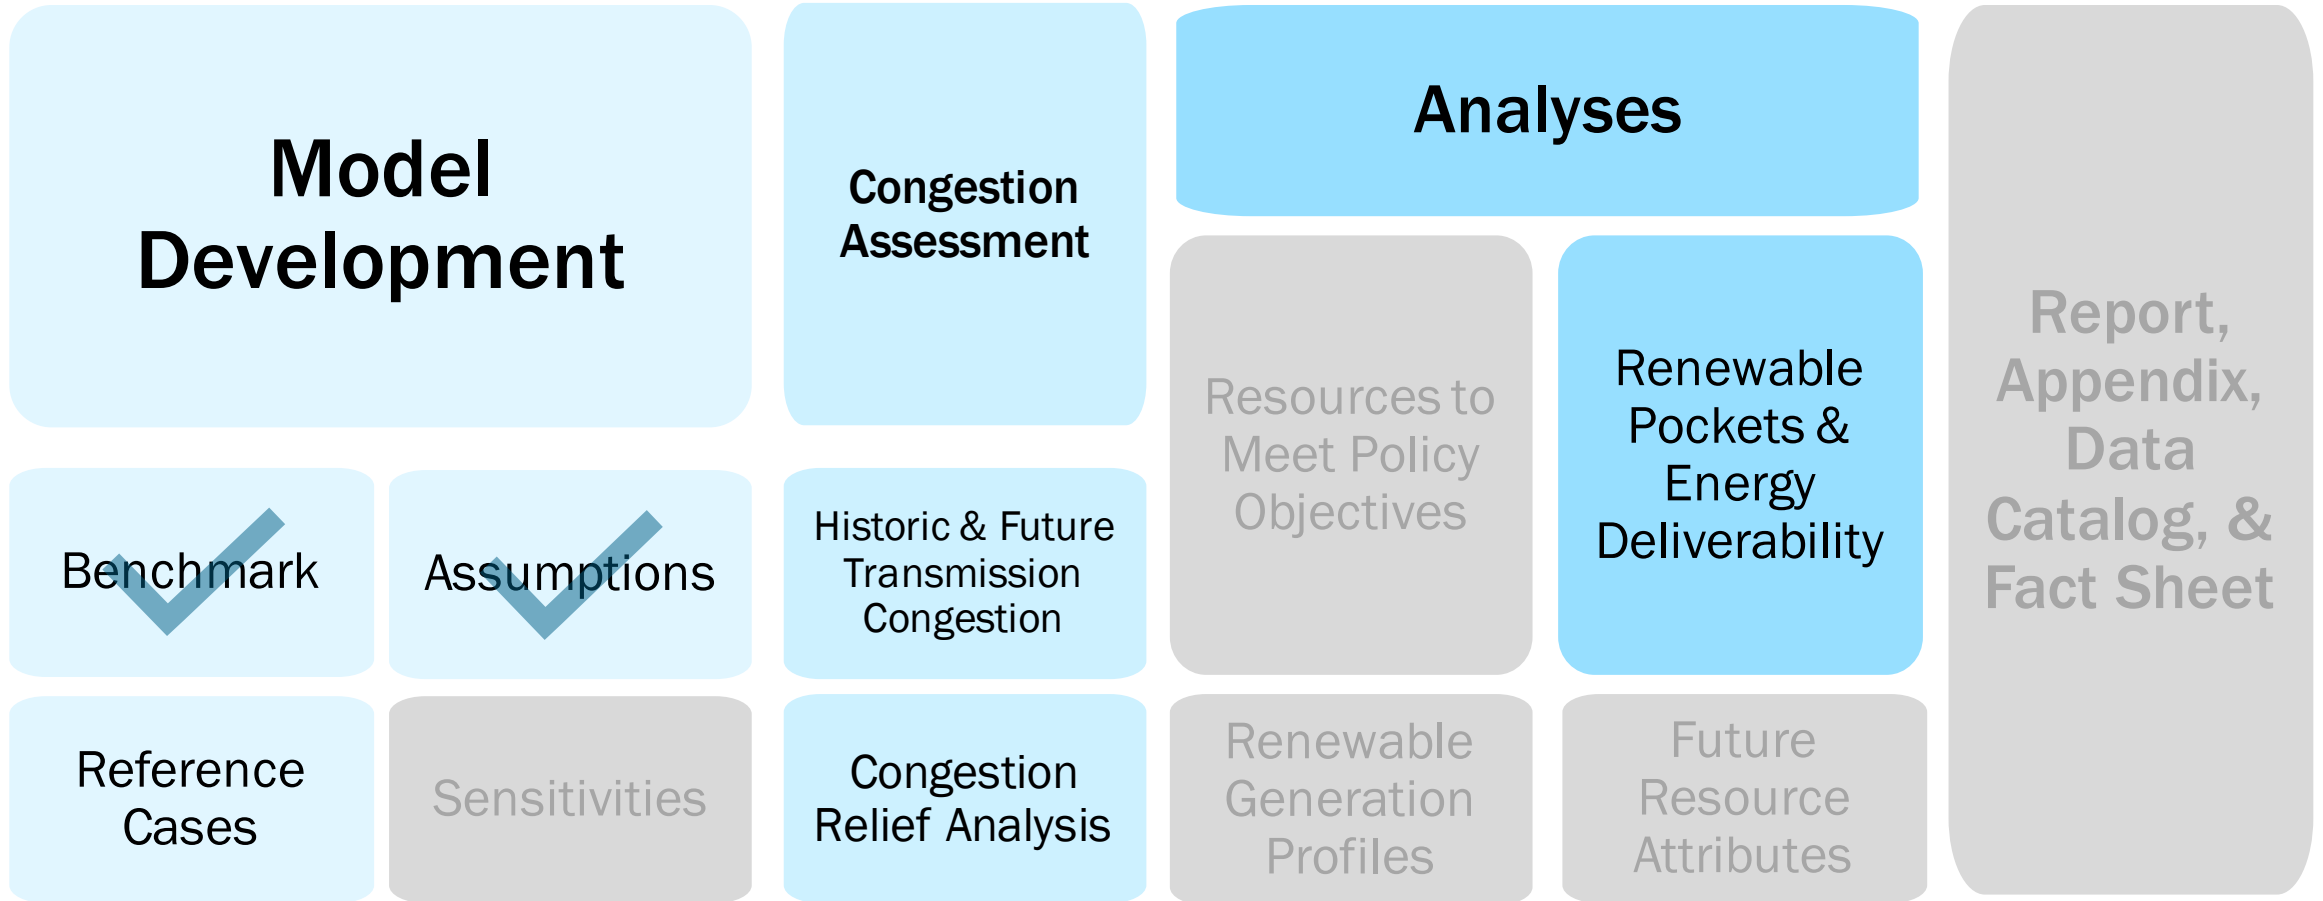 Model
Development
Benchmark
Assumptions
Reference
Cases
Sensitivities
Congestion
Assessment
Historic & Future
Transmission
Congestion
Congestion
Relief Analysis
Analyses
Resources to
Meet Policy
Objectives
Renewable
Pockets &
Energy
Deliverability
Renewable
Generation
Profiles
Future
Resource
Attributes
Report,
Appendix,
Data
Catalog, &
Fact Sheet